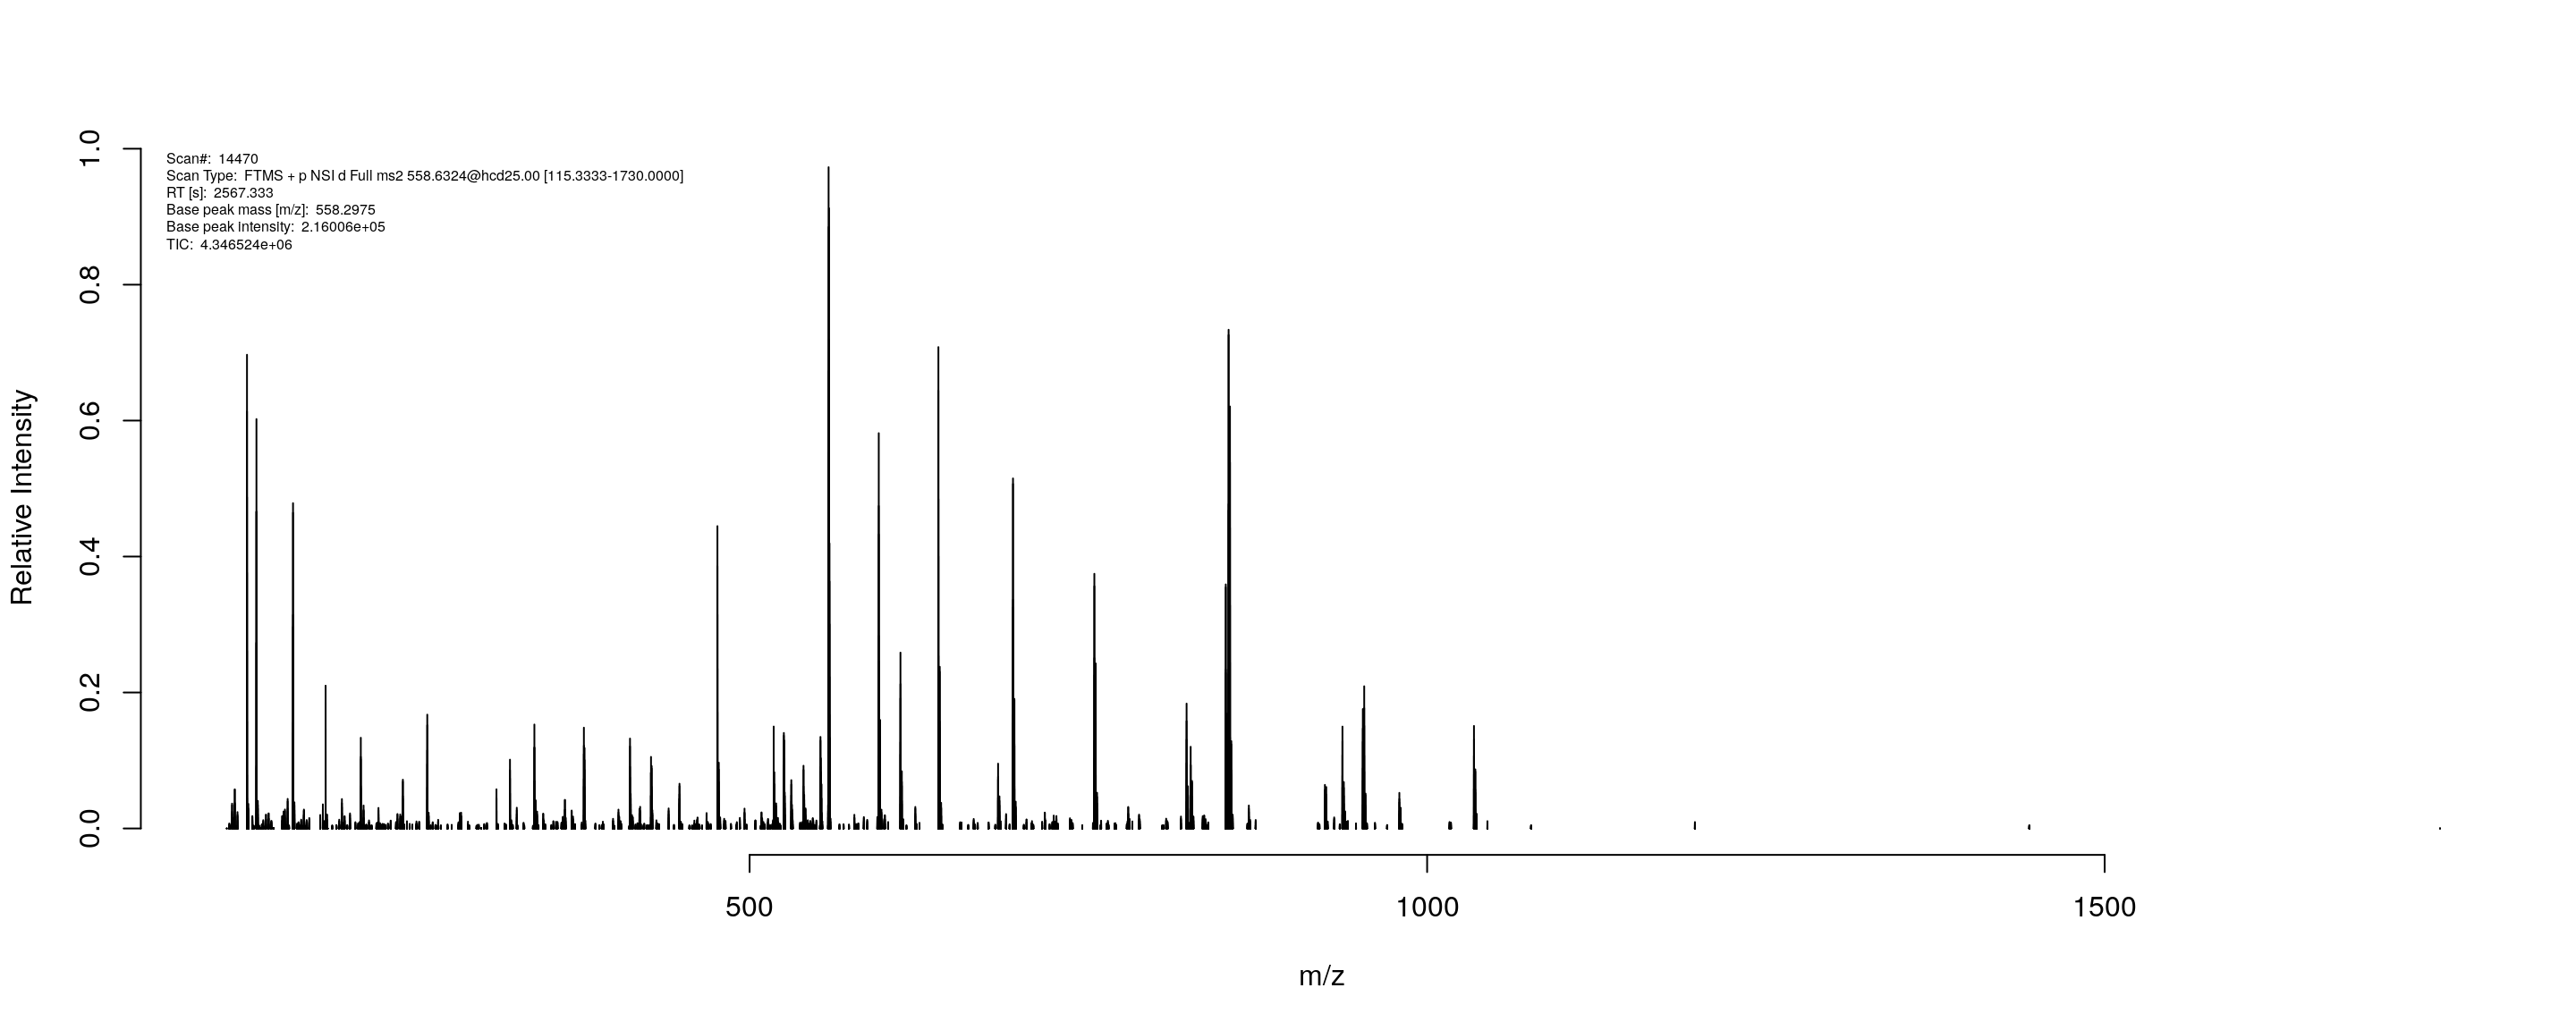 Scan#: 14470
Scan Type: FTMS + p NSI d Full ms2 558.6324@hcd25.00 [115.3333-1730.0000]
RT [s]: 2567.333
Base peak mass [m/z]: 558.2975
Base peak intensity: 2.16006e+05
TIC: 4.346524e+06
Relative Intensity
1.0
0.8
0.6
0.4
0.2
0.0
500 1000 1500
m/z